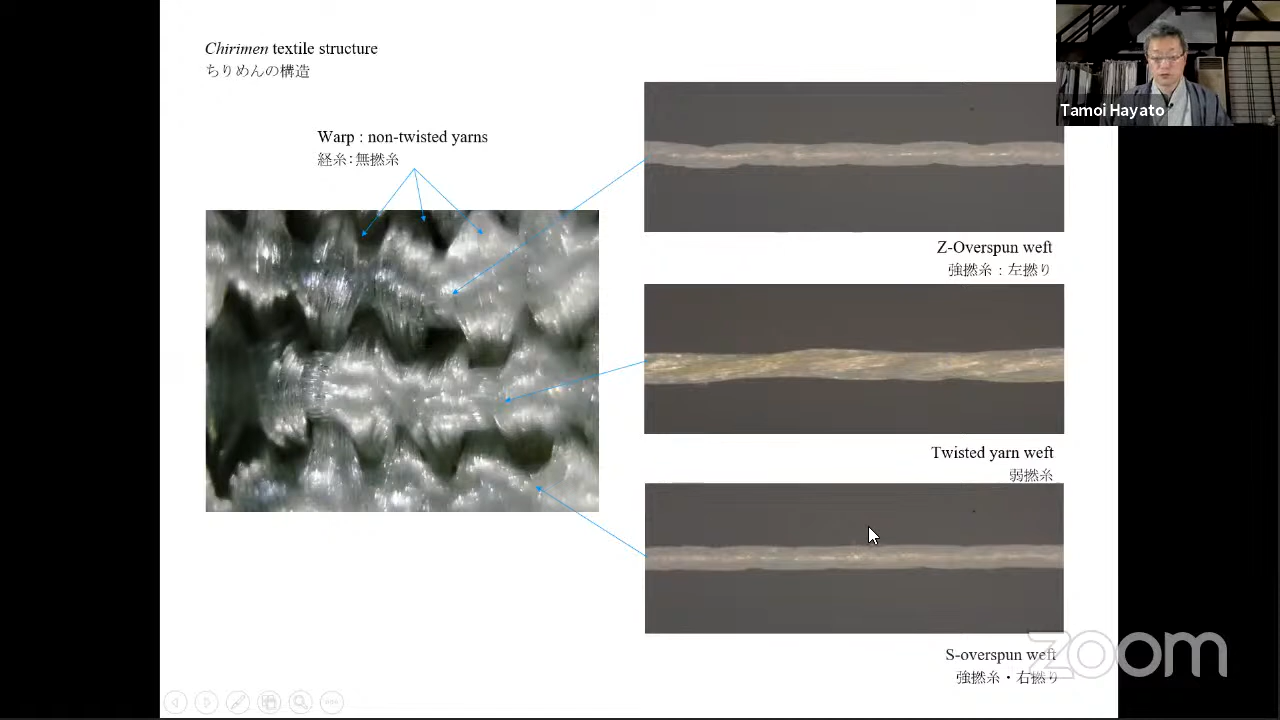 Chirimen textile structure
ちりめんの構造
Warp : non-twisted yarns
経糸：無撚糸
Tamoi Hayato
Z-Overspun weft
強撚糸：左撚り
Twisted yarn weft
弱撚糸
S-overspun weft
強撚糸・右撚り
zoom